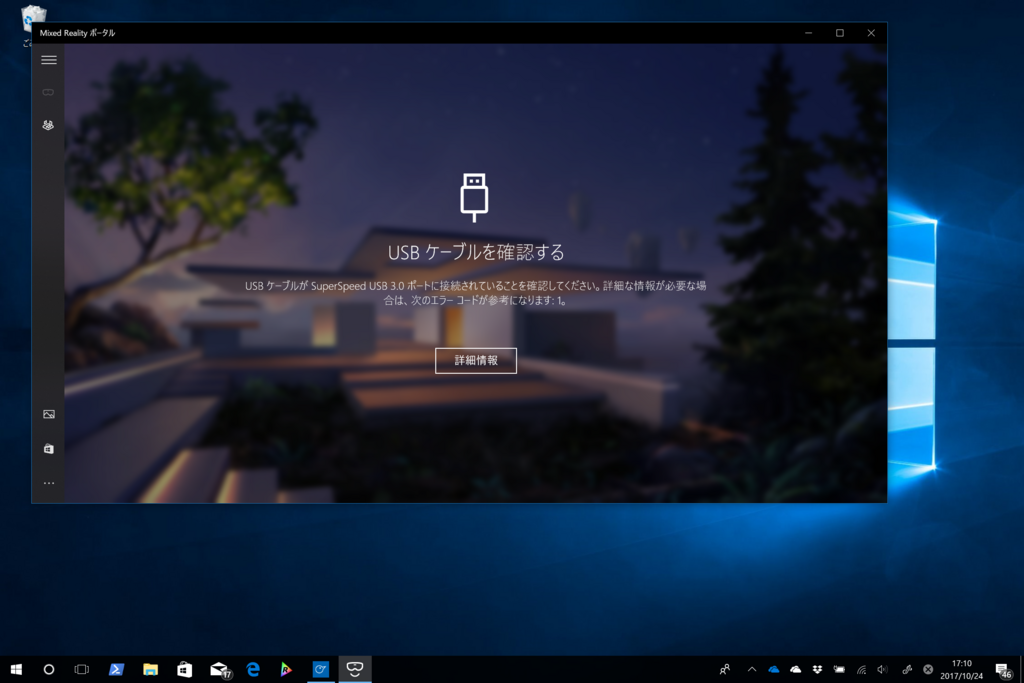 Mixed Reality ポータル
USB ケーブルを確認する
USB ケーブルが SuperSpeed USB 3.0 ポートに接続されていることを確認してください。詳細な情報が必要な場
合は、次のエラー コードが参考になります: 1。
詳細情報
17
17:10
2017/10/24
46